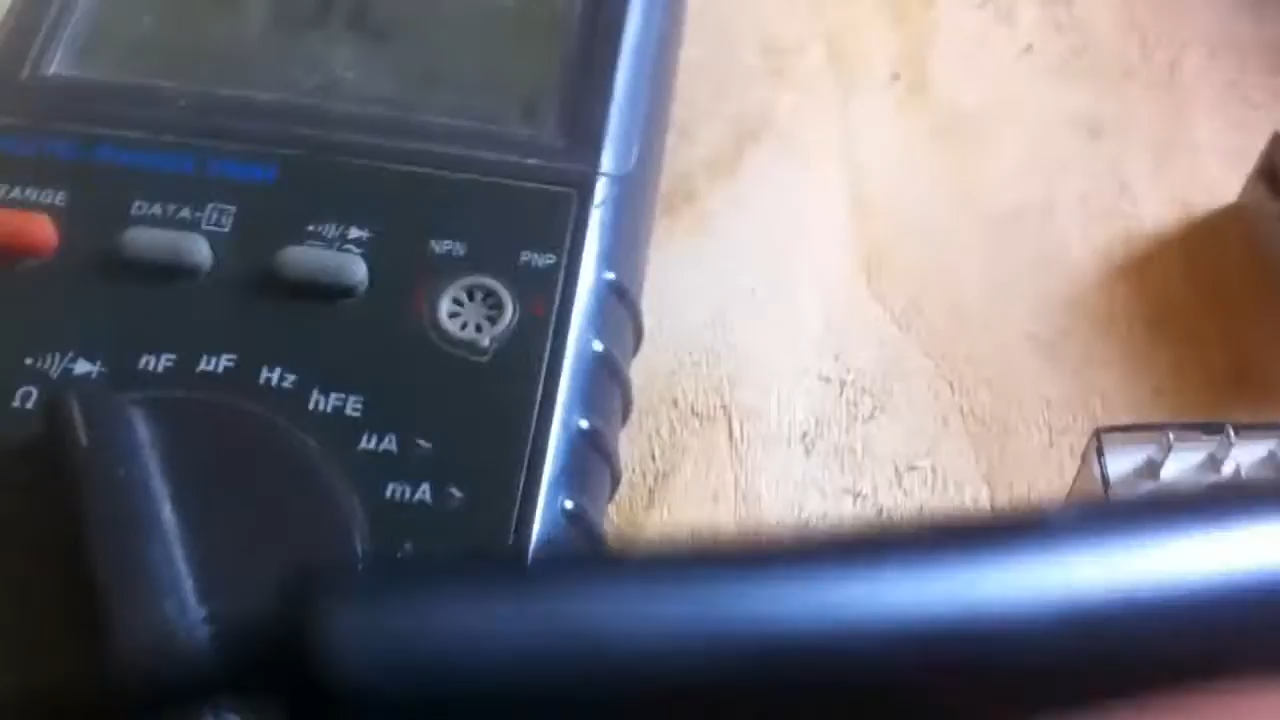 RANGE
DATA-H
NPN
PNP
Ω
nF
µF
Hz
hFE
µA
mA